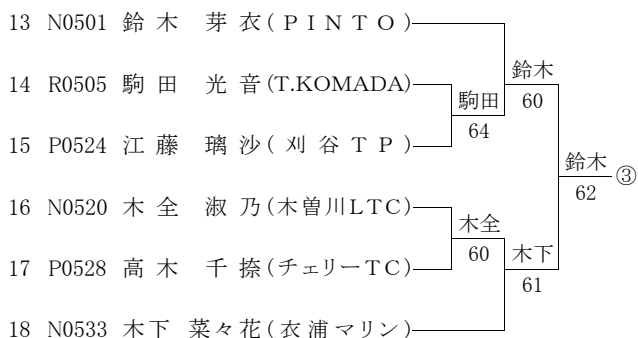 13 N0501 鈴木 芽衣(PINTO)
鈴木
14 R0505 駒田 光音(T.KOMADA)
60
駒田
64
15 P0524 江藤 璃沙(刈谷TP)
鈴木
③
62
16 N0520 木全 淑乃(木曽川LTC)
木全
60
木下
17 P0528 高木 千捺(チェリーTC)
61
18 N0533 木下 菜々花(衣浦マリン)